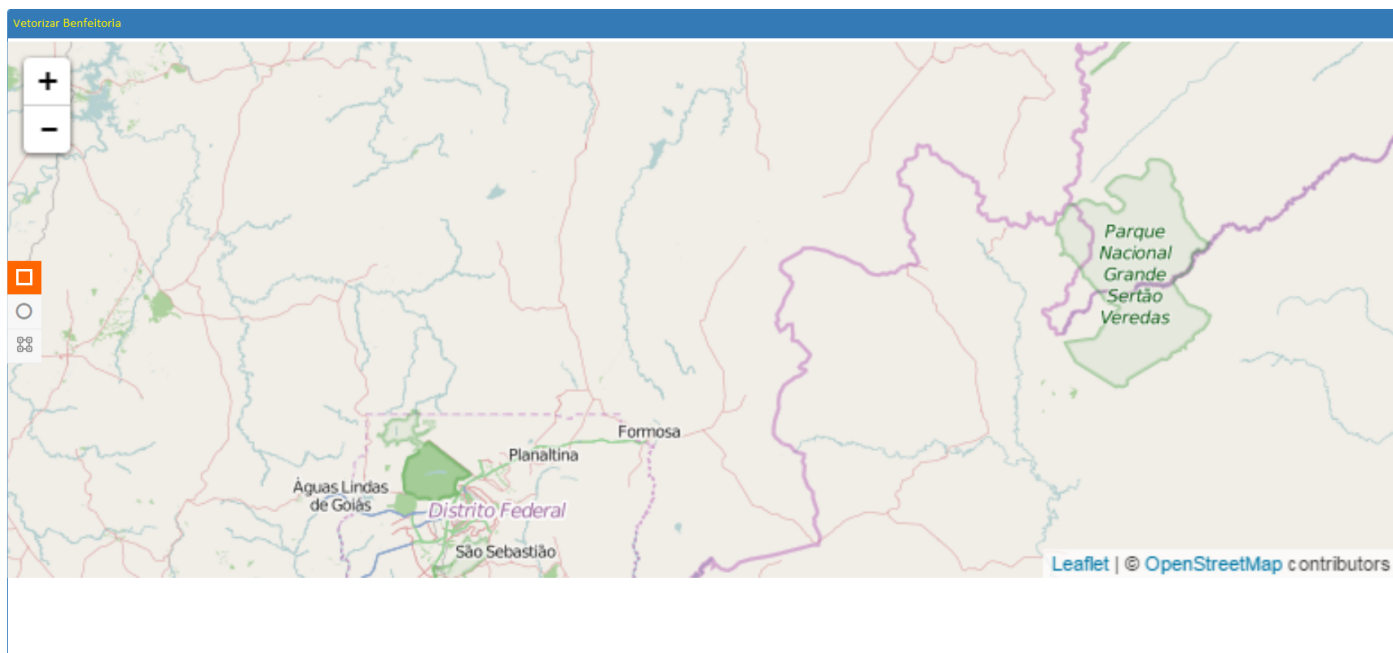 Vetorizar Benfeitoria
+
−
Parque
Nacional
Grande
Sertão
Veredas
Formosa
Planaltina
Águas Lindas
de Goiás
Distrito Federal
São Sebastião
Leaflet | © OpenStreetMap contributors